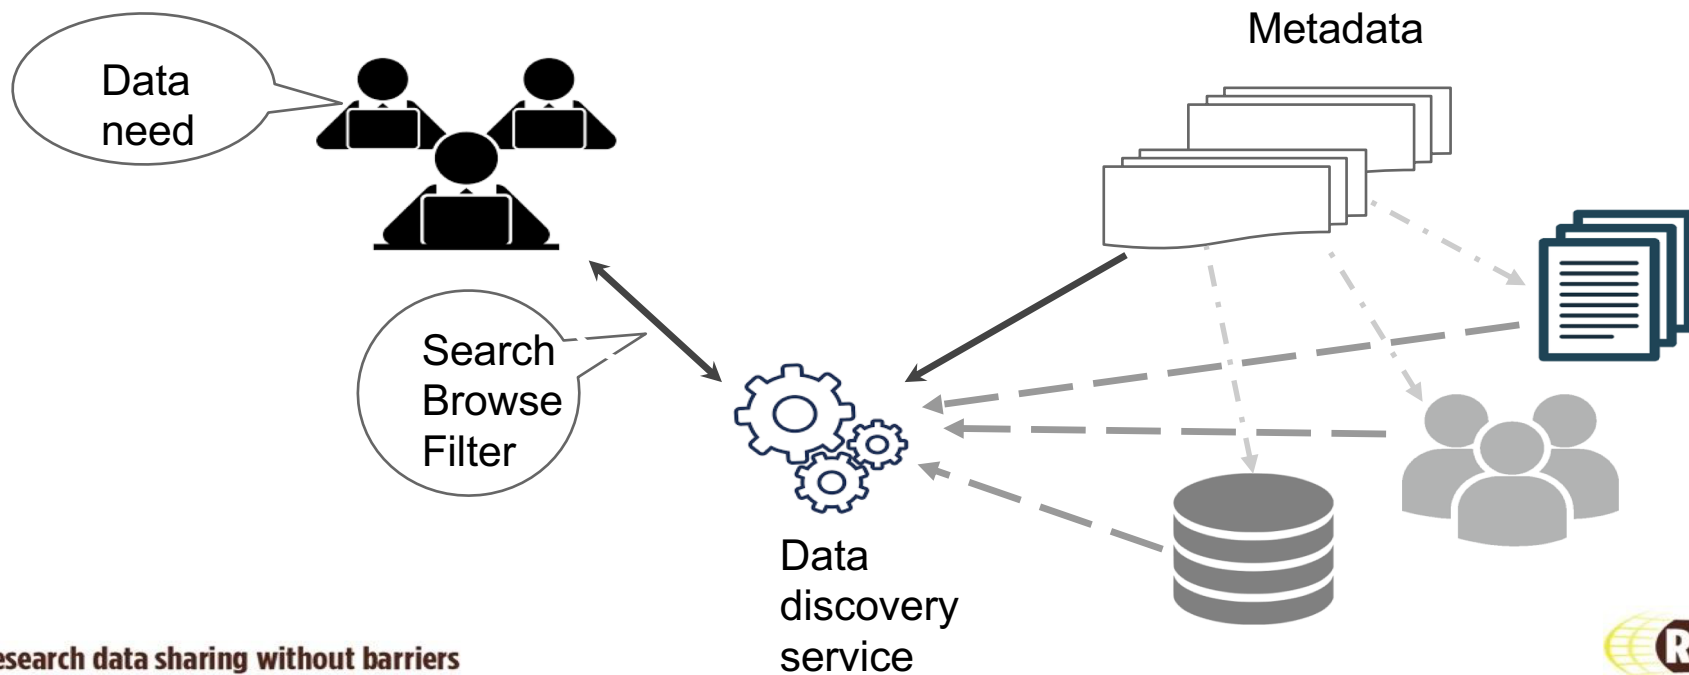 Metadata
Data
need
Search
Browse
Filter
Data
discovery
service
esearch data sharing without barriers
R